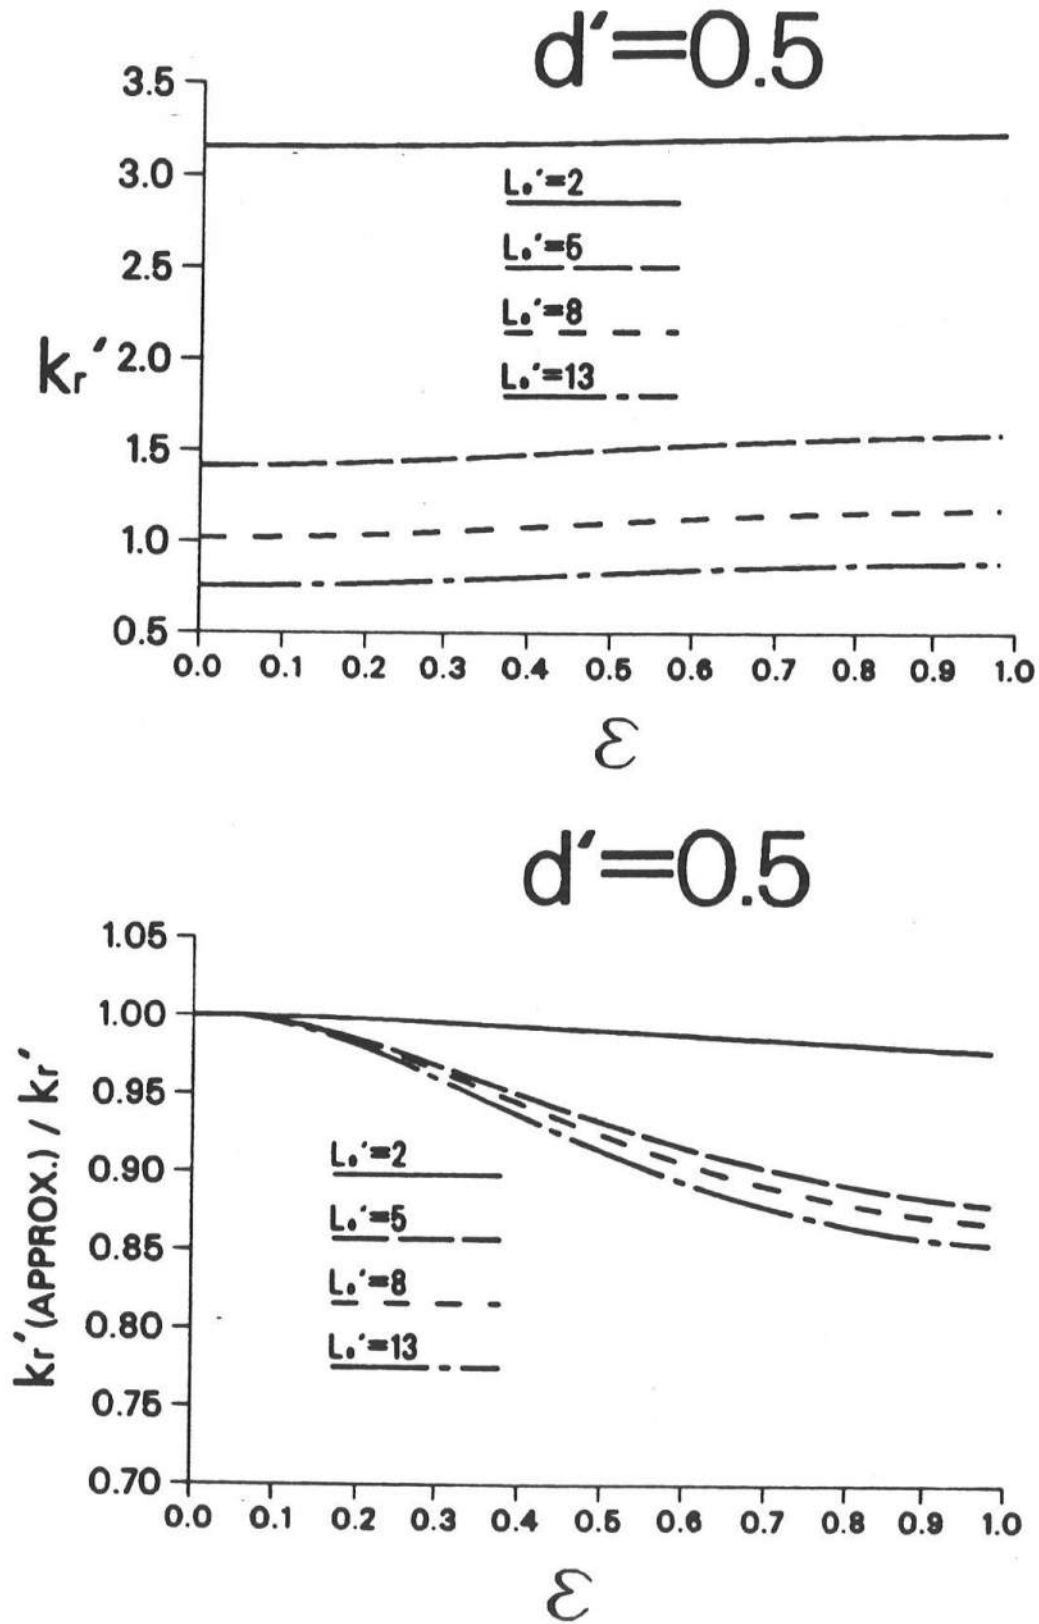 d′=0.5
3.5
3.0
2.5
kr′ 2.0
1.5
1.0
0.5
L₀′=2
L₀′=5
L₀′=8
L₀′=13
0.0 0.1 0.2 0.3 0.4 0.5 0.6 0.7 0.8 0.9 1.0
ε
d′=0.5
1.05
1.00
0.95
0.90
0.85
0.80
0.75
0.70
kr′(APPROX.) / kr′
L₀′=2
L₀′=5
L₀′=8
L₀′=13
0.0 0.1 0.2 0.3 0.4 0.5 0.6 0.7 0.8 0.9 1.0
ε